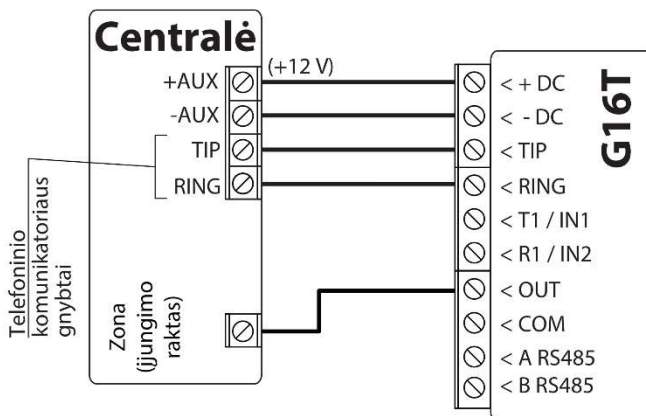 Centralė
+AUX
-AUX
TIP
RING
(+12 V)
Telefoninio
komunikatoriaus
gnybtai
Zona
(įjungimo
raktas)
G16T
< + DC
< - DC
< TIP
< RING
< T1 / IN1
< R1 / IN2
< OUT
< COM
< A RS485
< B RS485